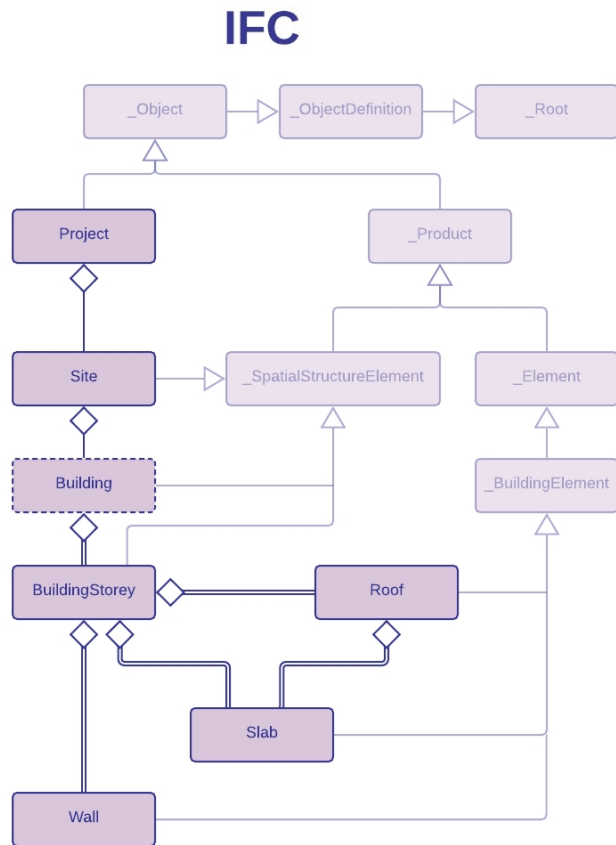 IFC
_Object
_ObjectDefinition
_Root
Project
_Product
Site
_SpatialStructureElement
_Element
Building
_BuildingElement
BuildingStorey
Roof
Slab
Wall